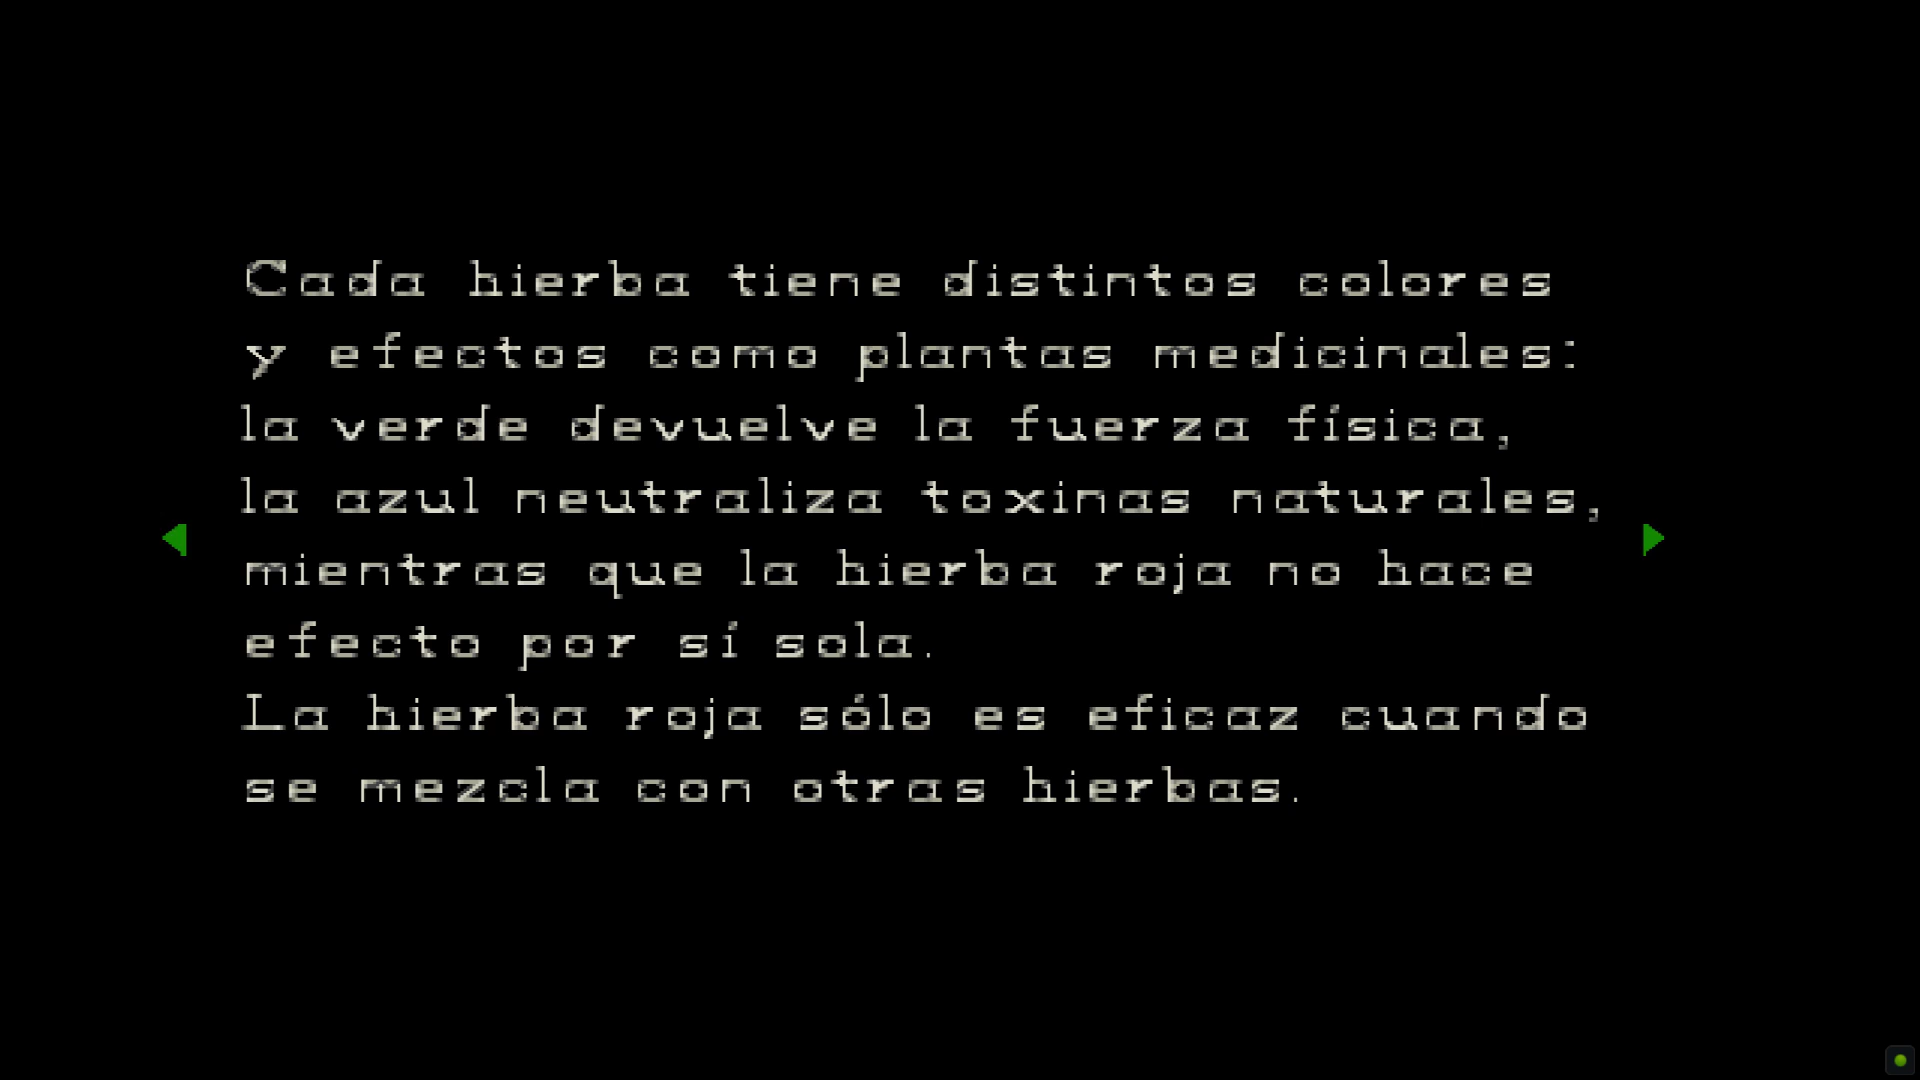 Cada hierba tiene distintos colores
y efectos como plantas medicinales:
la verde devuelve la fuerza física,
la azul neutraliza toxinas naturales,
mientras que la hierba roja no hace
efecto por sí sola.
La hierba roja sólo es eficaz cuando
se mezcla con otras hierbas.